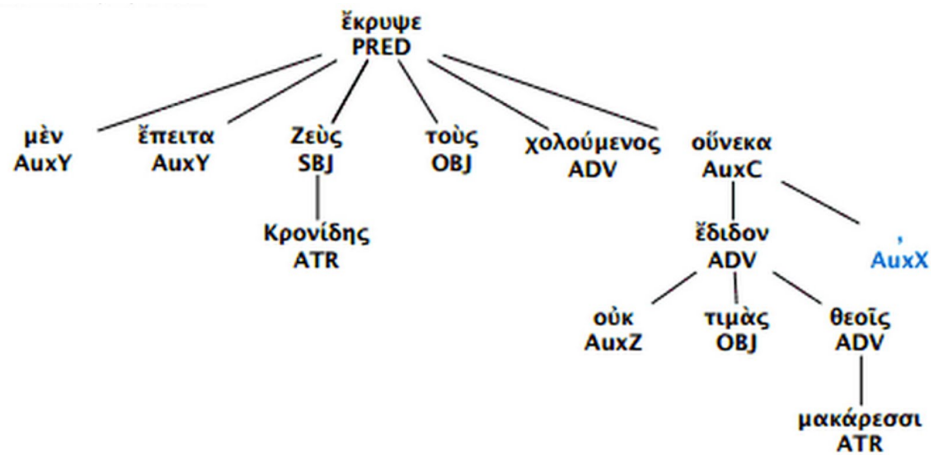 ἔκρυψε
PRED
μὲν ἔπειτα Ζεὺς τοὺς χολούμενος οὕνεκα
AuxY AuxY SBJ OBJ ADV AuxC
Κρονίδης ἔδιδον ,
ATR ADV AuxX
οὐκ τιμὰς θεοῖς
AuxZ OBJ ADV
μακάρεσσι
ATR